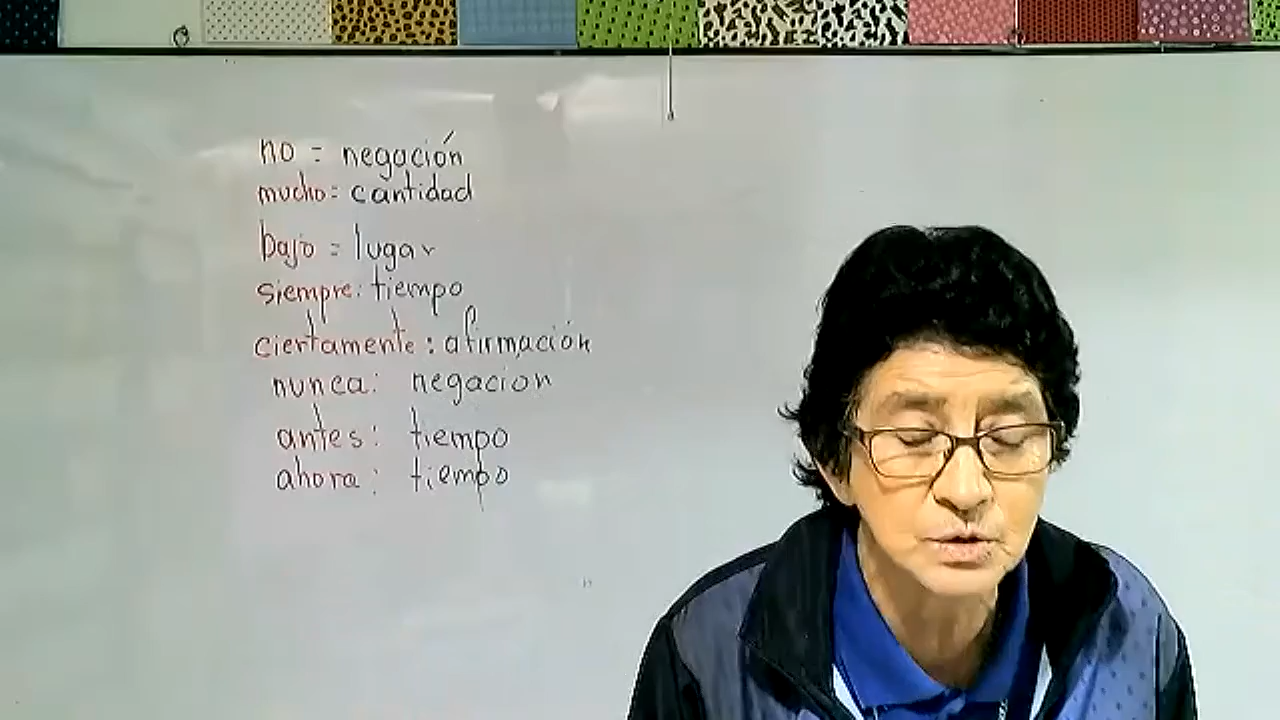 no = negación
mucho: cantidad
bajo = lugar
siempre: tiempo
ciertamente: afirmación
nunca: negacion
antes: tiempo
ahora: tiempo